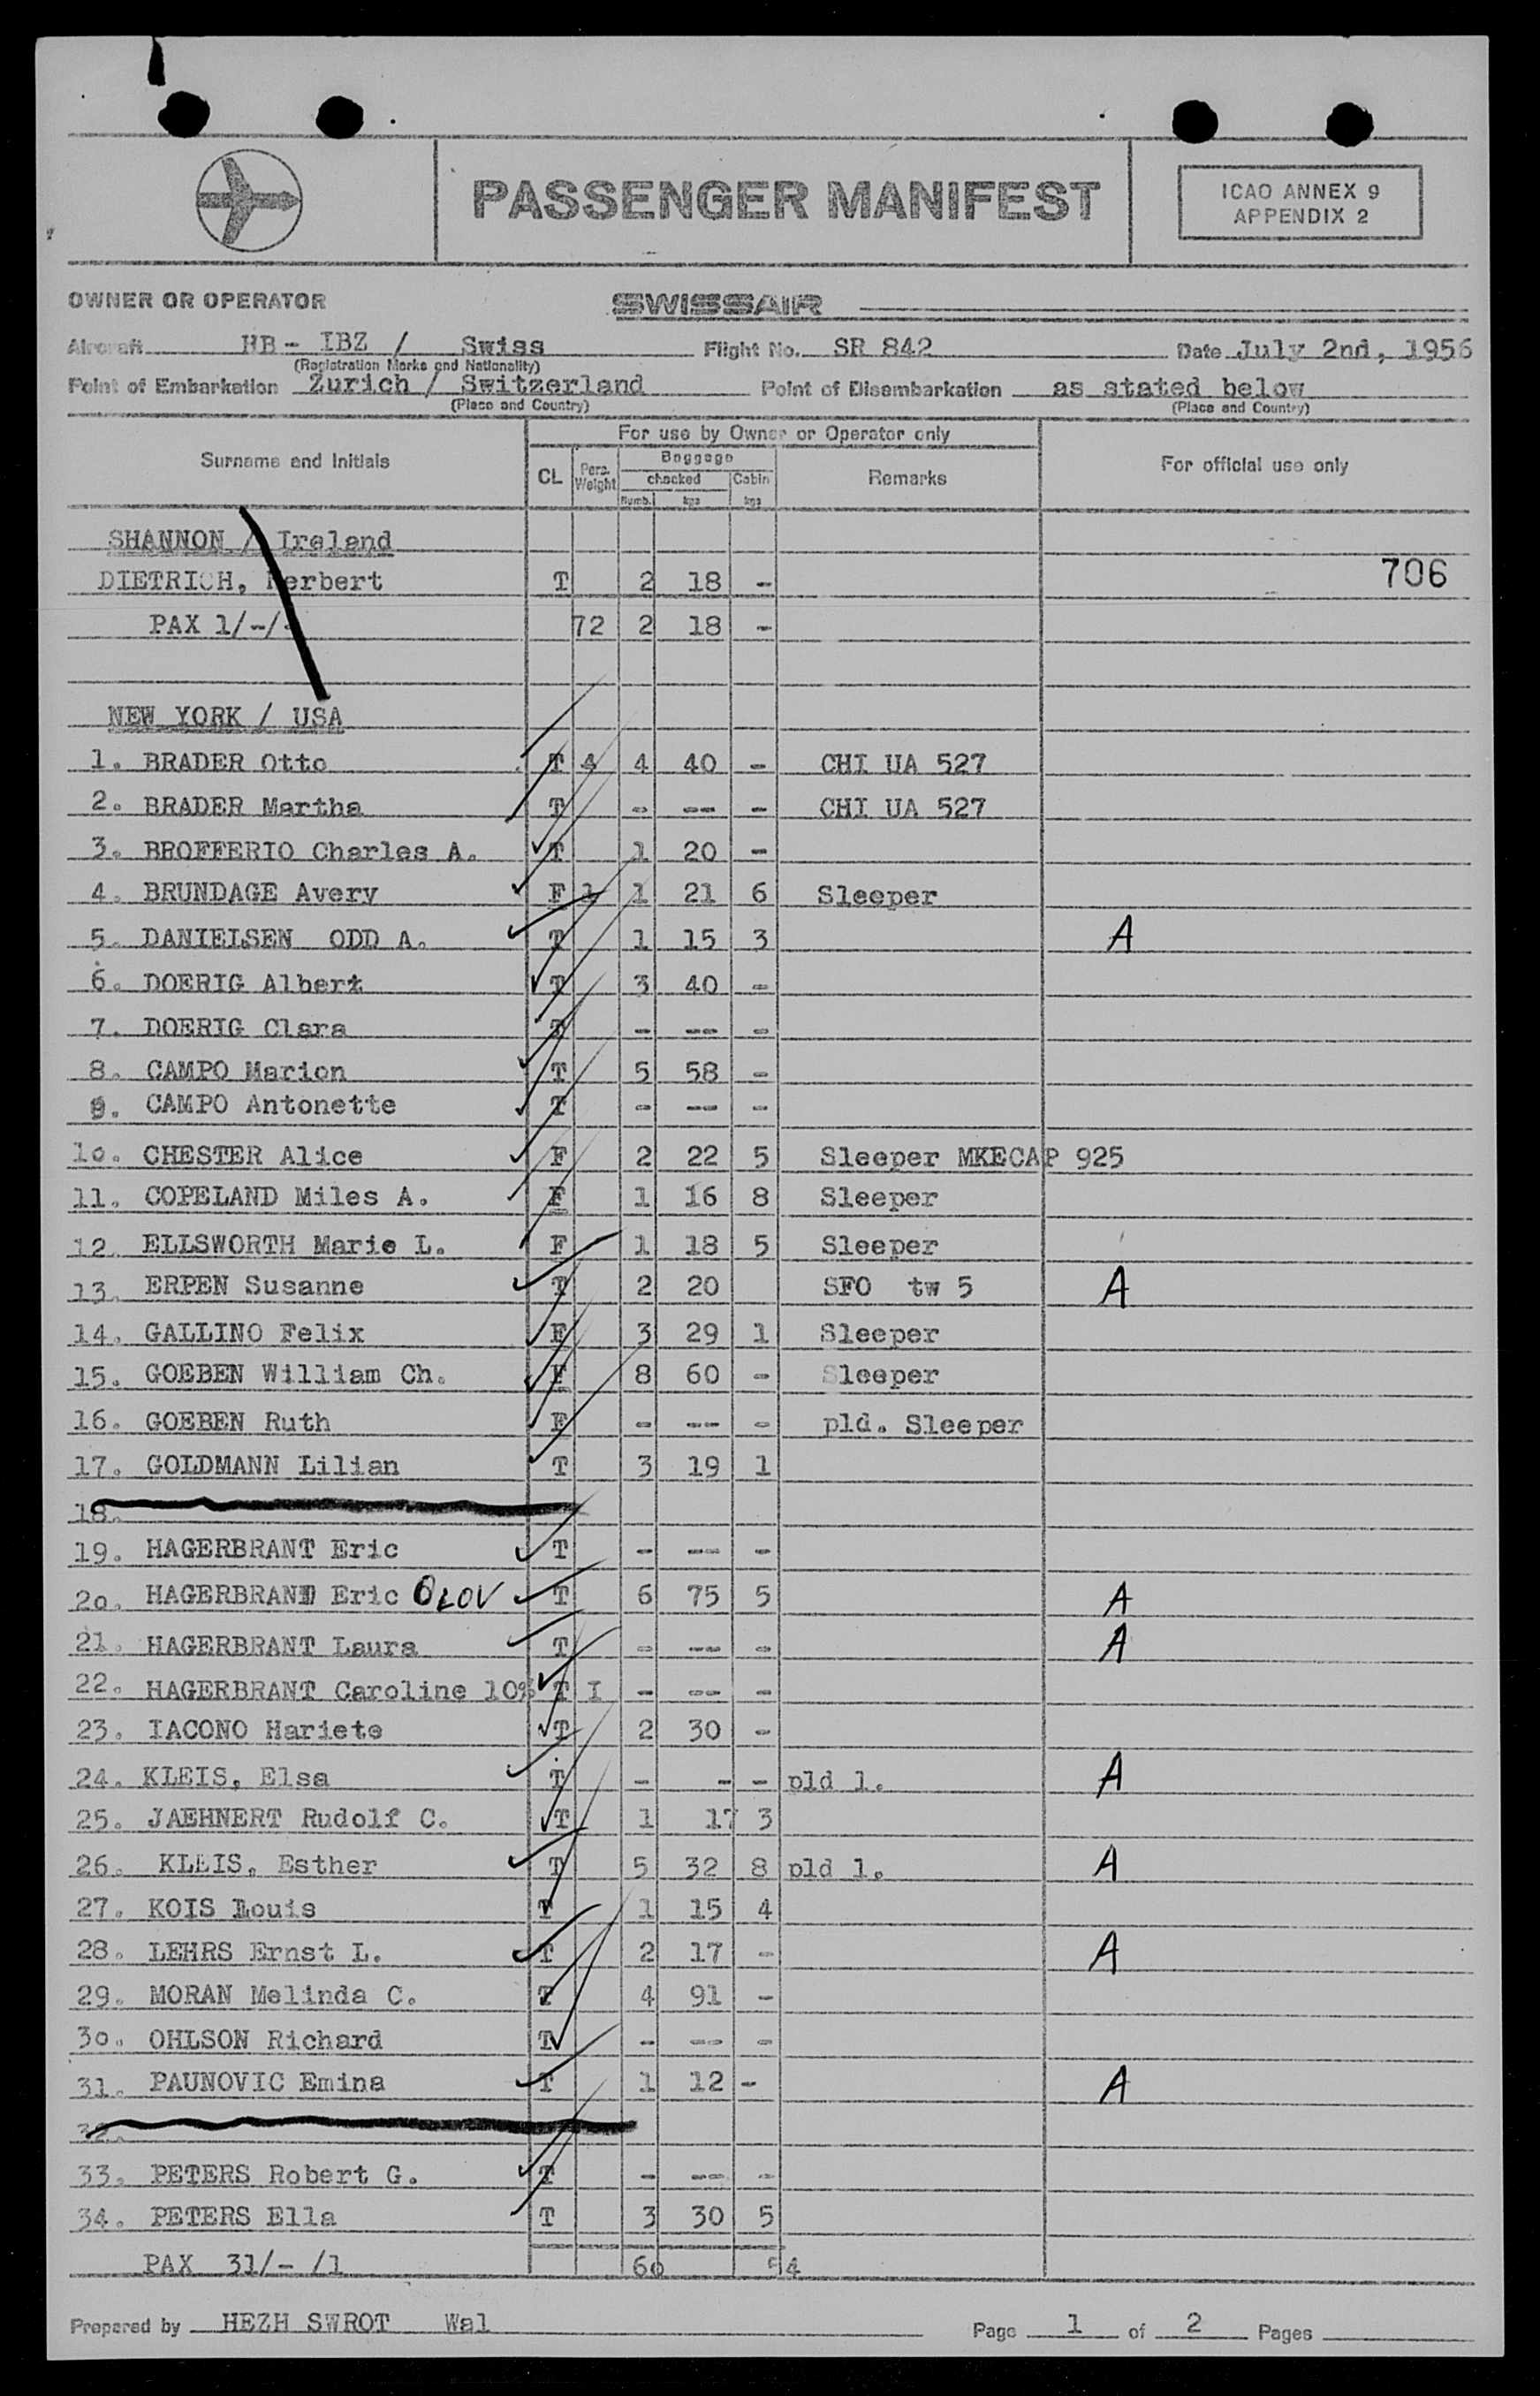 PASSENGER MANIFEST
ICAO ANNEX 9
APPENDIX 2
OWNER OR OPERATOR SWISSAIR
Aircraft HB - IBZ / Swiss Flight No. SR 842 Date July 2nd, 1956
(Registration Marks and Nationality)
Point of Embarkation Zurich / Switzerland Point of Disembarkation as stated below
(Place and Country) (Place and Country)
For use by Owner or Operator only
Surname and Initials CL Pers. Weight Baggage checked Numb. kgs Cabin kgs Remarks For official use only
SHANNON / Ireland
706
DIETRICH, Herbert T 2 18 -
PAX 1/-/- 72 2 18 -
NEW YORK / USA
1. BRADER Otto T 4 4 40 - CHI UA 527
2. BRADER Martha T - -- - CHI UA 527
3. BROFFERIO Charles A. T 1 20 -
4. BRUNDAGE Avery F 1 1 21 6 Sleeper
5. DANIELSEN ODD A. T 1 15 3 A
6. DOERIG Albert T 3 40 -
7. DOERIG Clara T - -- -
8. CAMPO Marion T 5 58 -
9. CAMPO Antonette T - -- -
10. CHESTER Alice F 2 22 5 Sleeper MKECAP 925
11. COPELAND Miles A. F 1 16 8 Sleeper
12. ELLSWORTH Marie L. F 1 18 5 Sleeper
13. ERPEN Susanne T 2 20 SFO tw 5 A
14. GALLINO Felix F 3 29 1 Sleeper
15. GOEBEN William Ch. F 8 60 - Sleeper
16. GOEBEN Ruth F - -- - pld. Sleeper
17. GOLDMANN Lilian T 3 19 1
18.
19. HAGERBRANT Eric T - -- -
20. HAGERBRAND Eric OLOV T 6 75 5 A
21. HAGERBRANT Laura T - -- - A
22. HAGERBRANT Caroline 10% T I - -- -
23. IACONO Hariete T 2 30 -
24. KLEIS, Elsa T - - - pld 1. A
25. JAEHNERT Rudolf C. T 1 17 3
26. KLEIS, Esther T 5 32 8 pld 1. A
27. KOIS Louis T 1 15 4
28. LEHRS Ernst L. T 2 17 - A
29. MORAN Melinda C. T 4 91 -
30. OHLSON Richard T - -- -
31. PAUNOVIC Emina T 1 12 - A
32.
33. PETERS Robert G. T - -- -
34. PETERS Ella T 3 30 5
PAX 31/- /1 60 54
Prepared by HEZH SWROT Wal Page 1 of 2 Pages